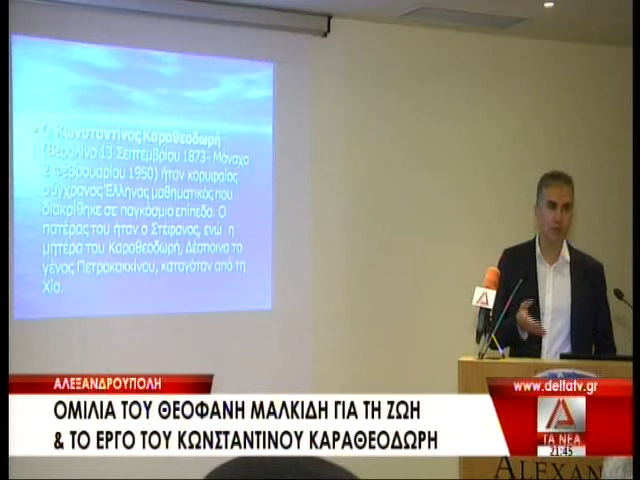 • Ο Κωνσταντίνος Καραθεοδωρή
(Βερολίνο 13 Σεπτεμβρίου 1873- Μόναχο
2 Φεβρουαρίου 1950) ήταν κορυφαίος
σύγχρονος Έλληνας μαθηματικός που
διακρίθηκε σε παγκόσμιο επίπεδο. Ο
πατέρας του ήταν ο Στέφανος, ενώ η
μητέρα του Καραθεοδωρή, Δέσποινα το
γένος Πετροκοκκίνου, καταγόταν από τη
Χίο.
ΑΛΕΞΑΝΔΡΟΥΠΟΛΗ
ΟΜΙΛΙΑ ΤΟΥ ΘΕΟΦΑΝΗ ΜΑΛΚΙΔΗ ΓΙΑ ΤΗ ΖΩΗ
& ΤΟ ΕΡΓΟ ΤΟΥ ΚΩΝΣΤΑΝΤΙΝΟΥ ΚΑΡΑΘΕΟΔΩΡΗ
www.deltatv.gr
ΤΑ ΝΕΑ
21:45
ALEXAN